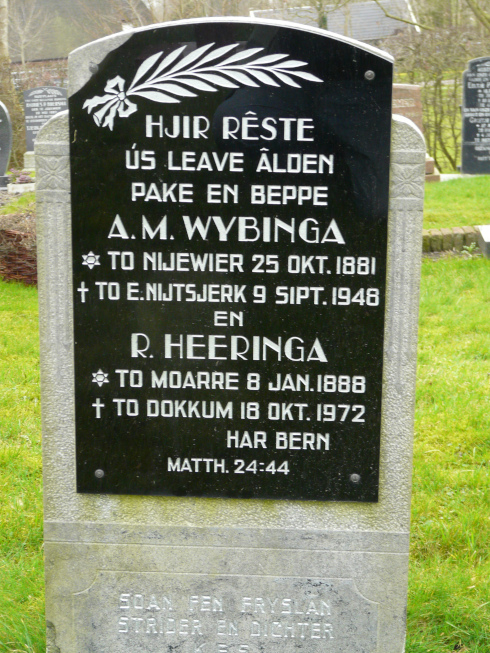 HJIR RÊSTE
ÚS LEAVE ÂLDEN
PAKE EN BEPPE
A. M. WYBINGA
TO NIJEWIER 25 OKT. 1881
† TO E. NIJTSJERK 9 SIPT. 1948
EN
R. HEERINGA
TO MOARRE 8 JAN. 1888
† TO DOKKUM 18 OKT. 1972
HAR BERN
MATTH. 24:44
SOAN FEN FRYSLAN
STRIDER EN DICHTER